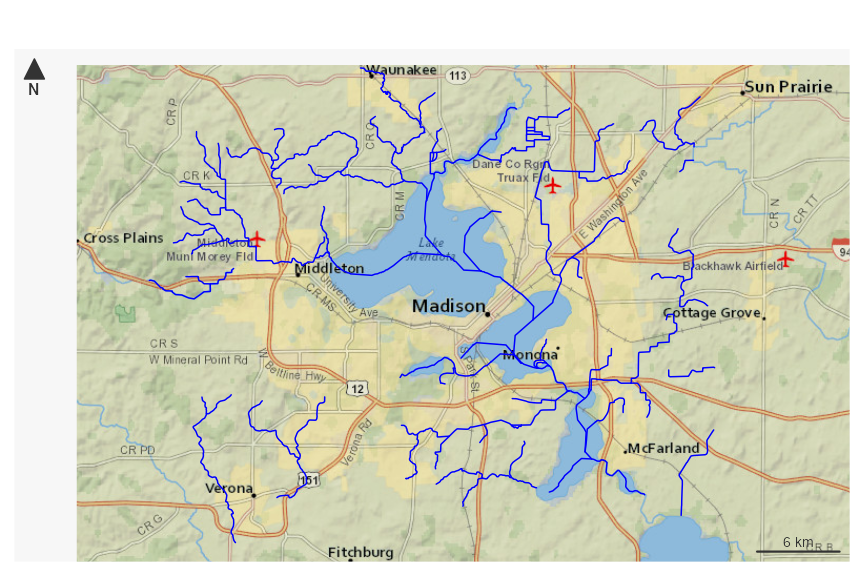 N
Waunakee
113
Sun Prairie
CR P
CR Q
Dane Co Rgnl
Truax Fld
CR K
CR M
E Washington Ave
CR N
CR TT
Cross Plains
Middleton
Muni Morey Fld
Lake
Mendota
94
Middleton
Blackhawk Airfield
University Ave
CR MS
Madison
Cottage Grove
CR S
W Mineral Point Rd
S Park St
Monona
W Beltline Hwy
12
Verona Rd
CR PD
McFarland
151
Verona
CR G
6 km
CR B
Fitchburg